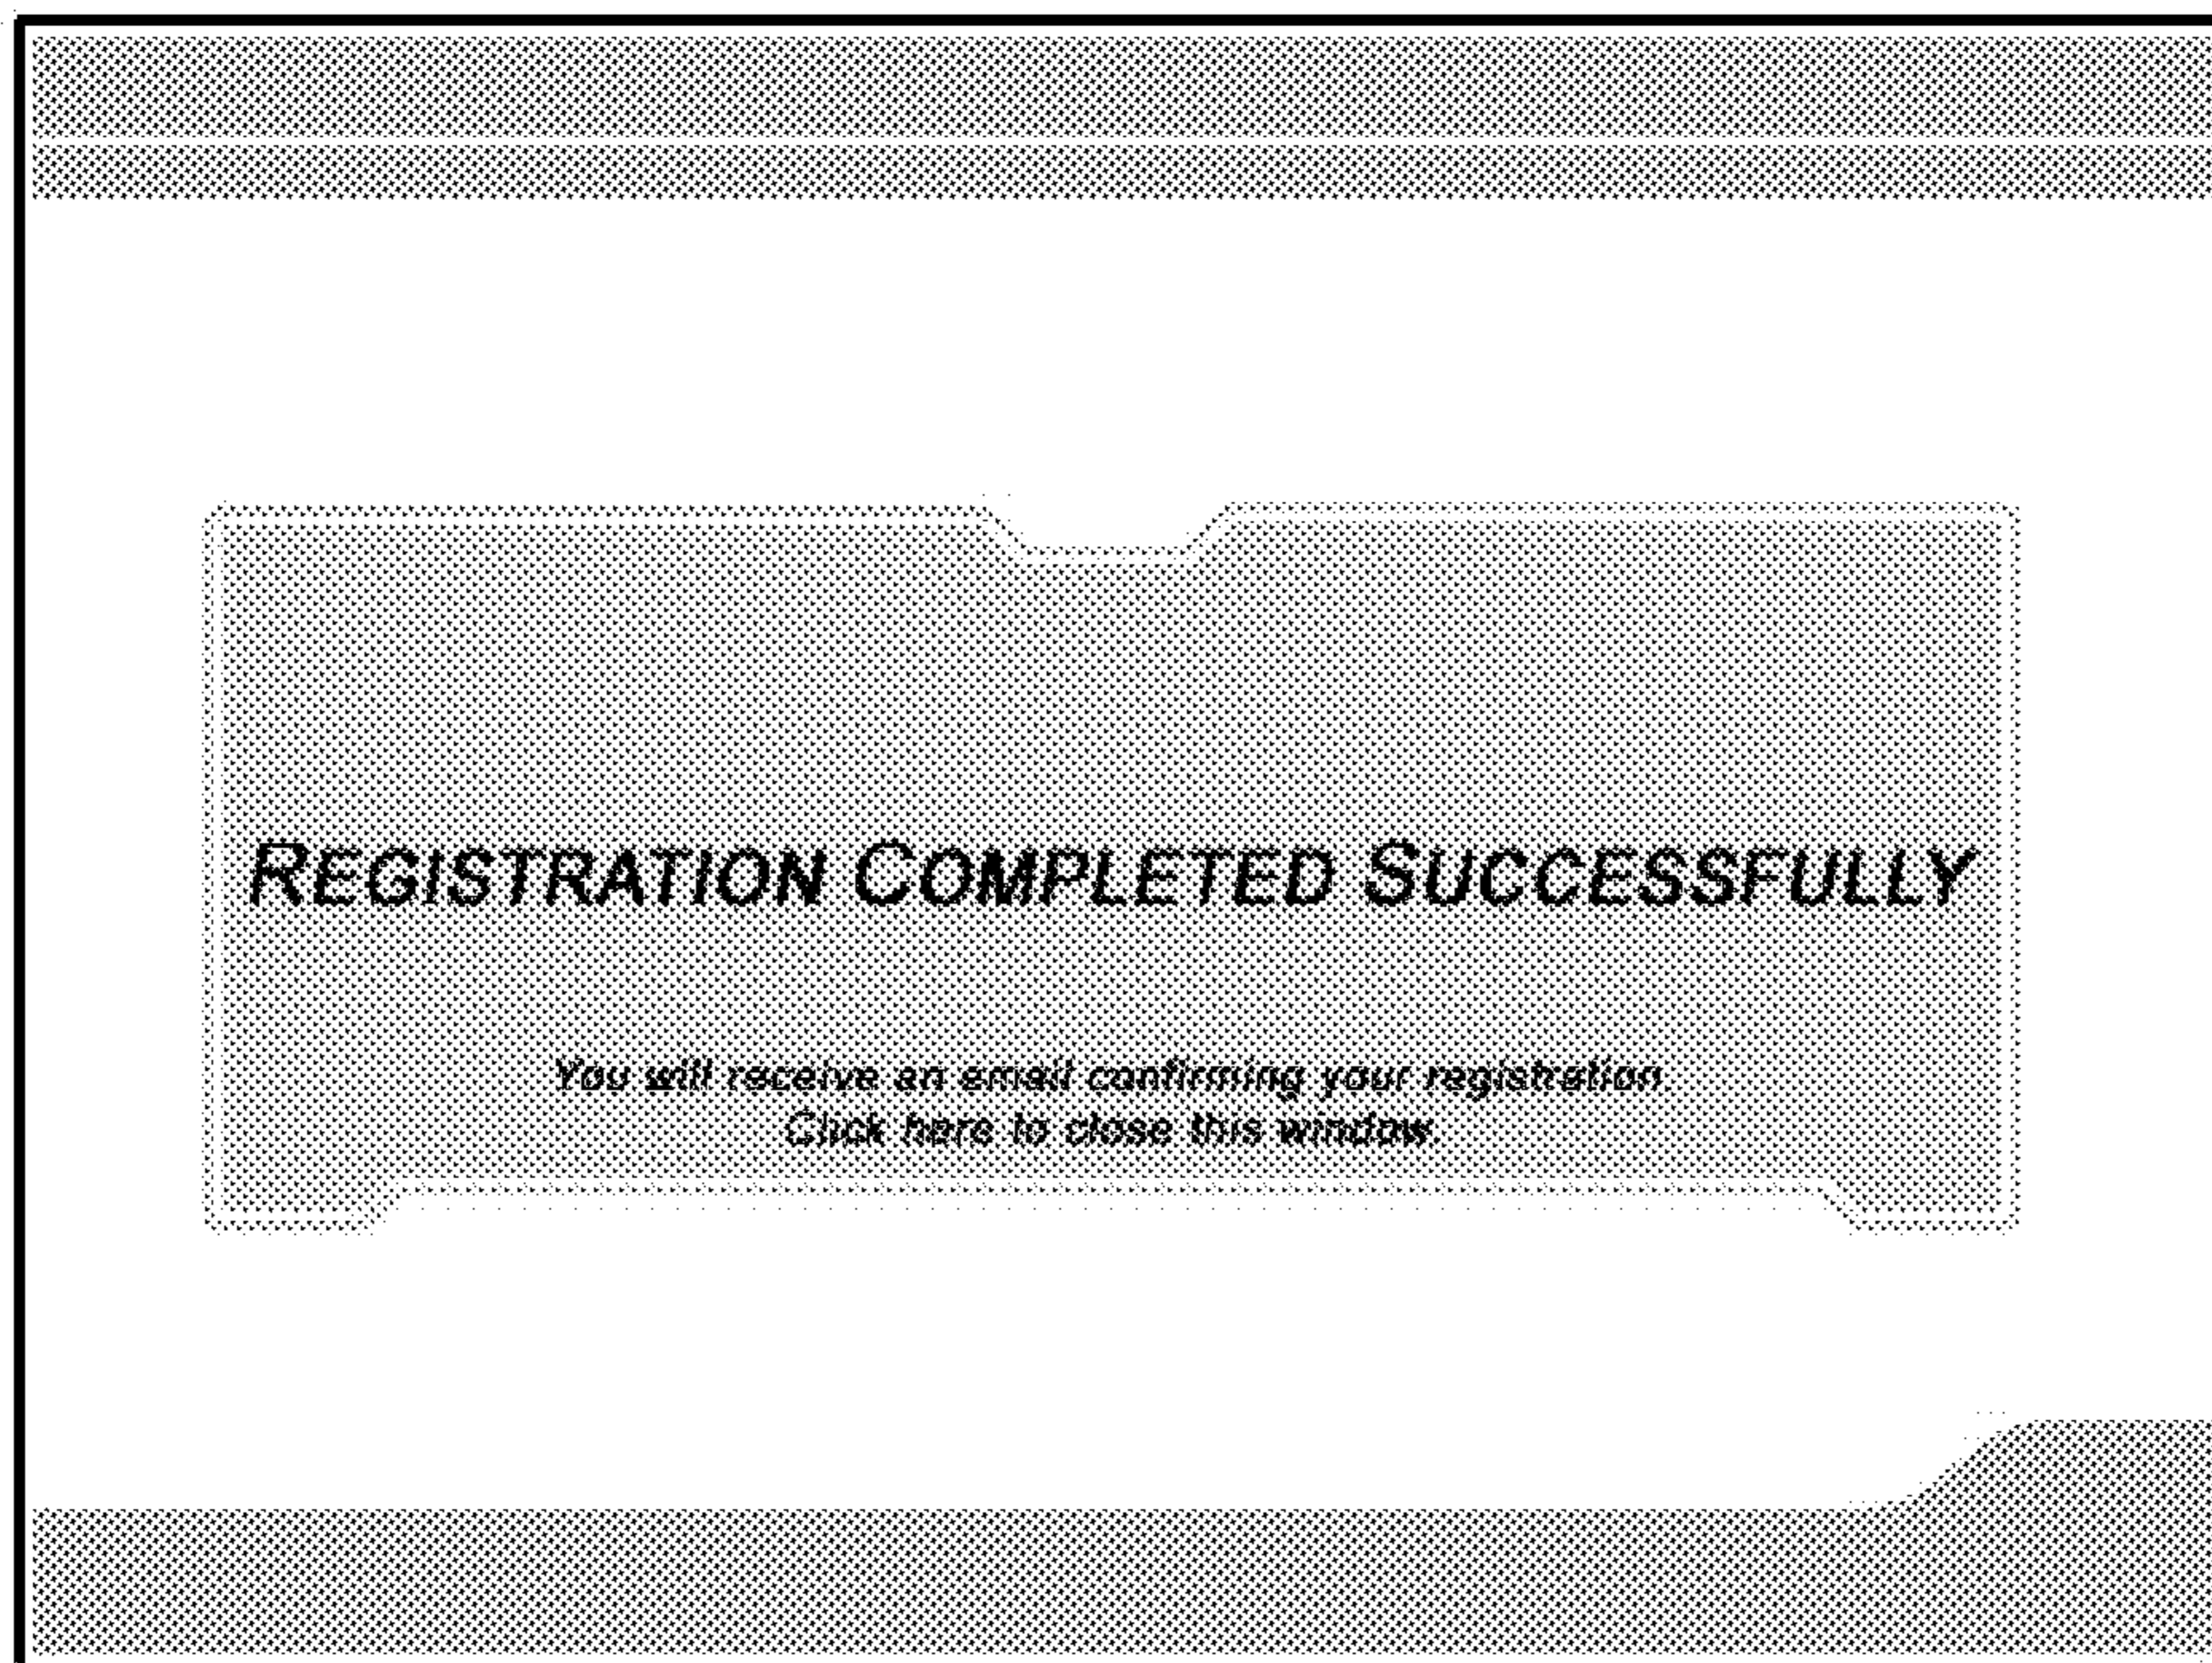 REGISTRATION COMPLETED SUCCESSFULLY
You will receive an email confirming your registration.
Click here to close this window.